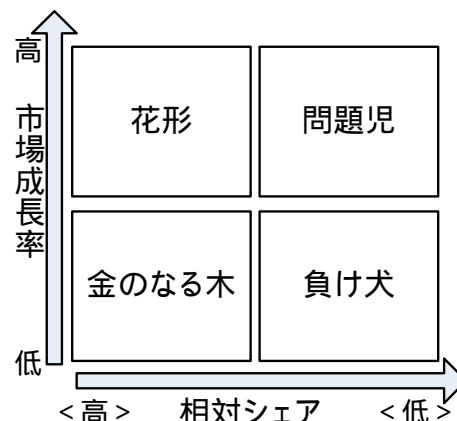 高
花形
問題児
市場成長率
金のなる木
負け犬
低
<高>
相対シェア
<低>